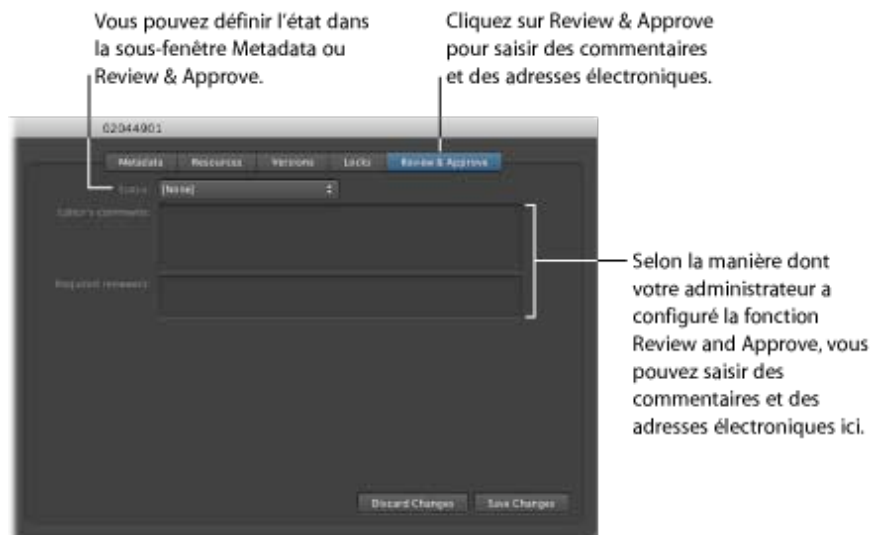 Vous pouvez définir l'état dans
la sous-fenêtre Metadata ou
Review & Approve.
Cliquez sur Review & Approve
pour saisir des commentaires
et des adresses électroniques.
02044901
Metadata Resources Versions Locks Review & Approve
Status: [None]
Editor's comments:
Required reviewers:
Selon la manière dont
votre administrateur a
configuré la fonction
Review and Approve, vous
pouvez saisir des
commentaires et des
adresses électroniques ici.
Discard Changes Save Changes